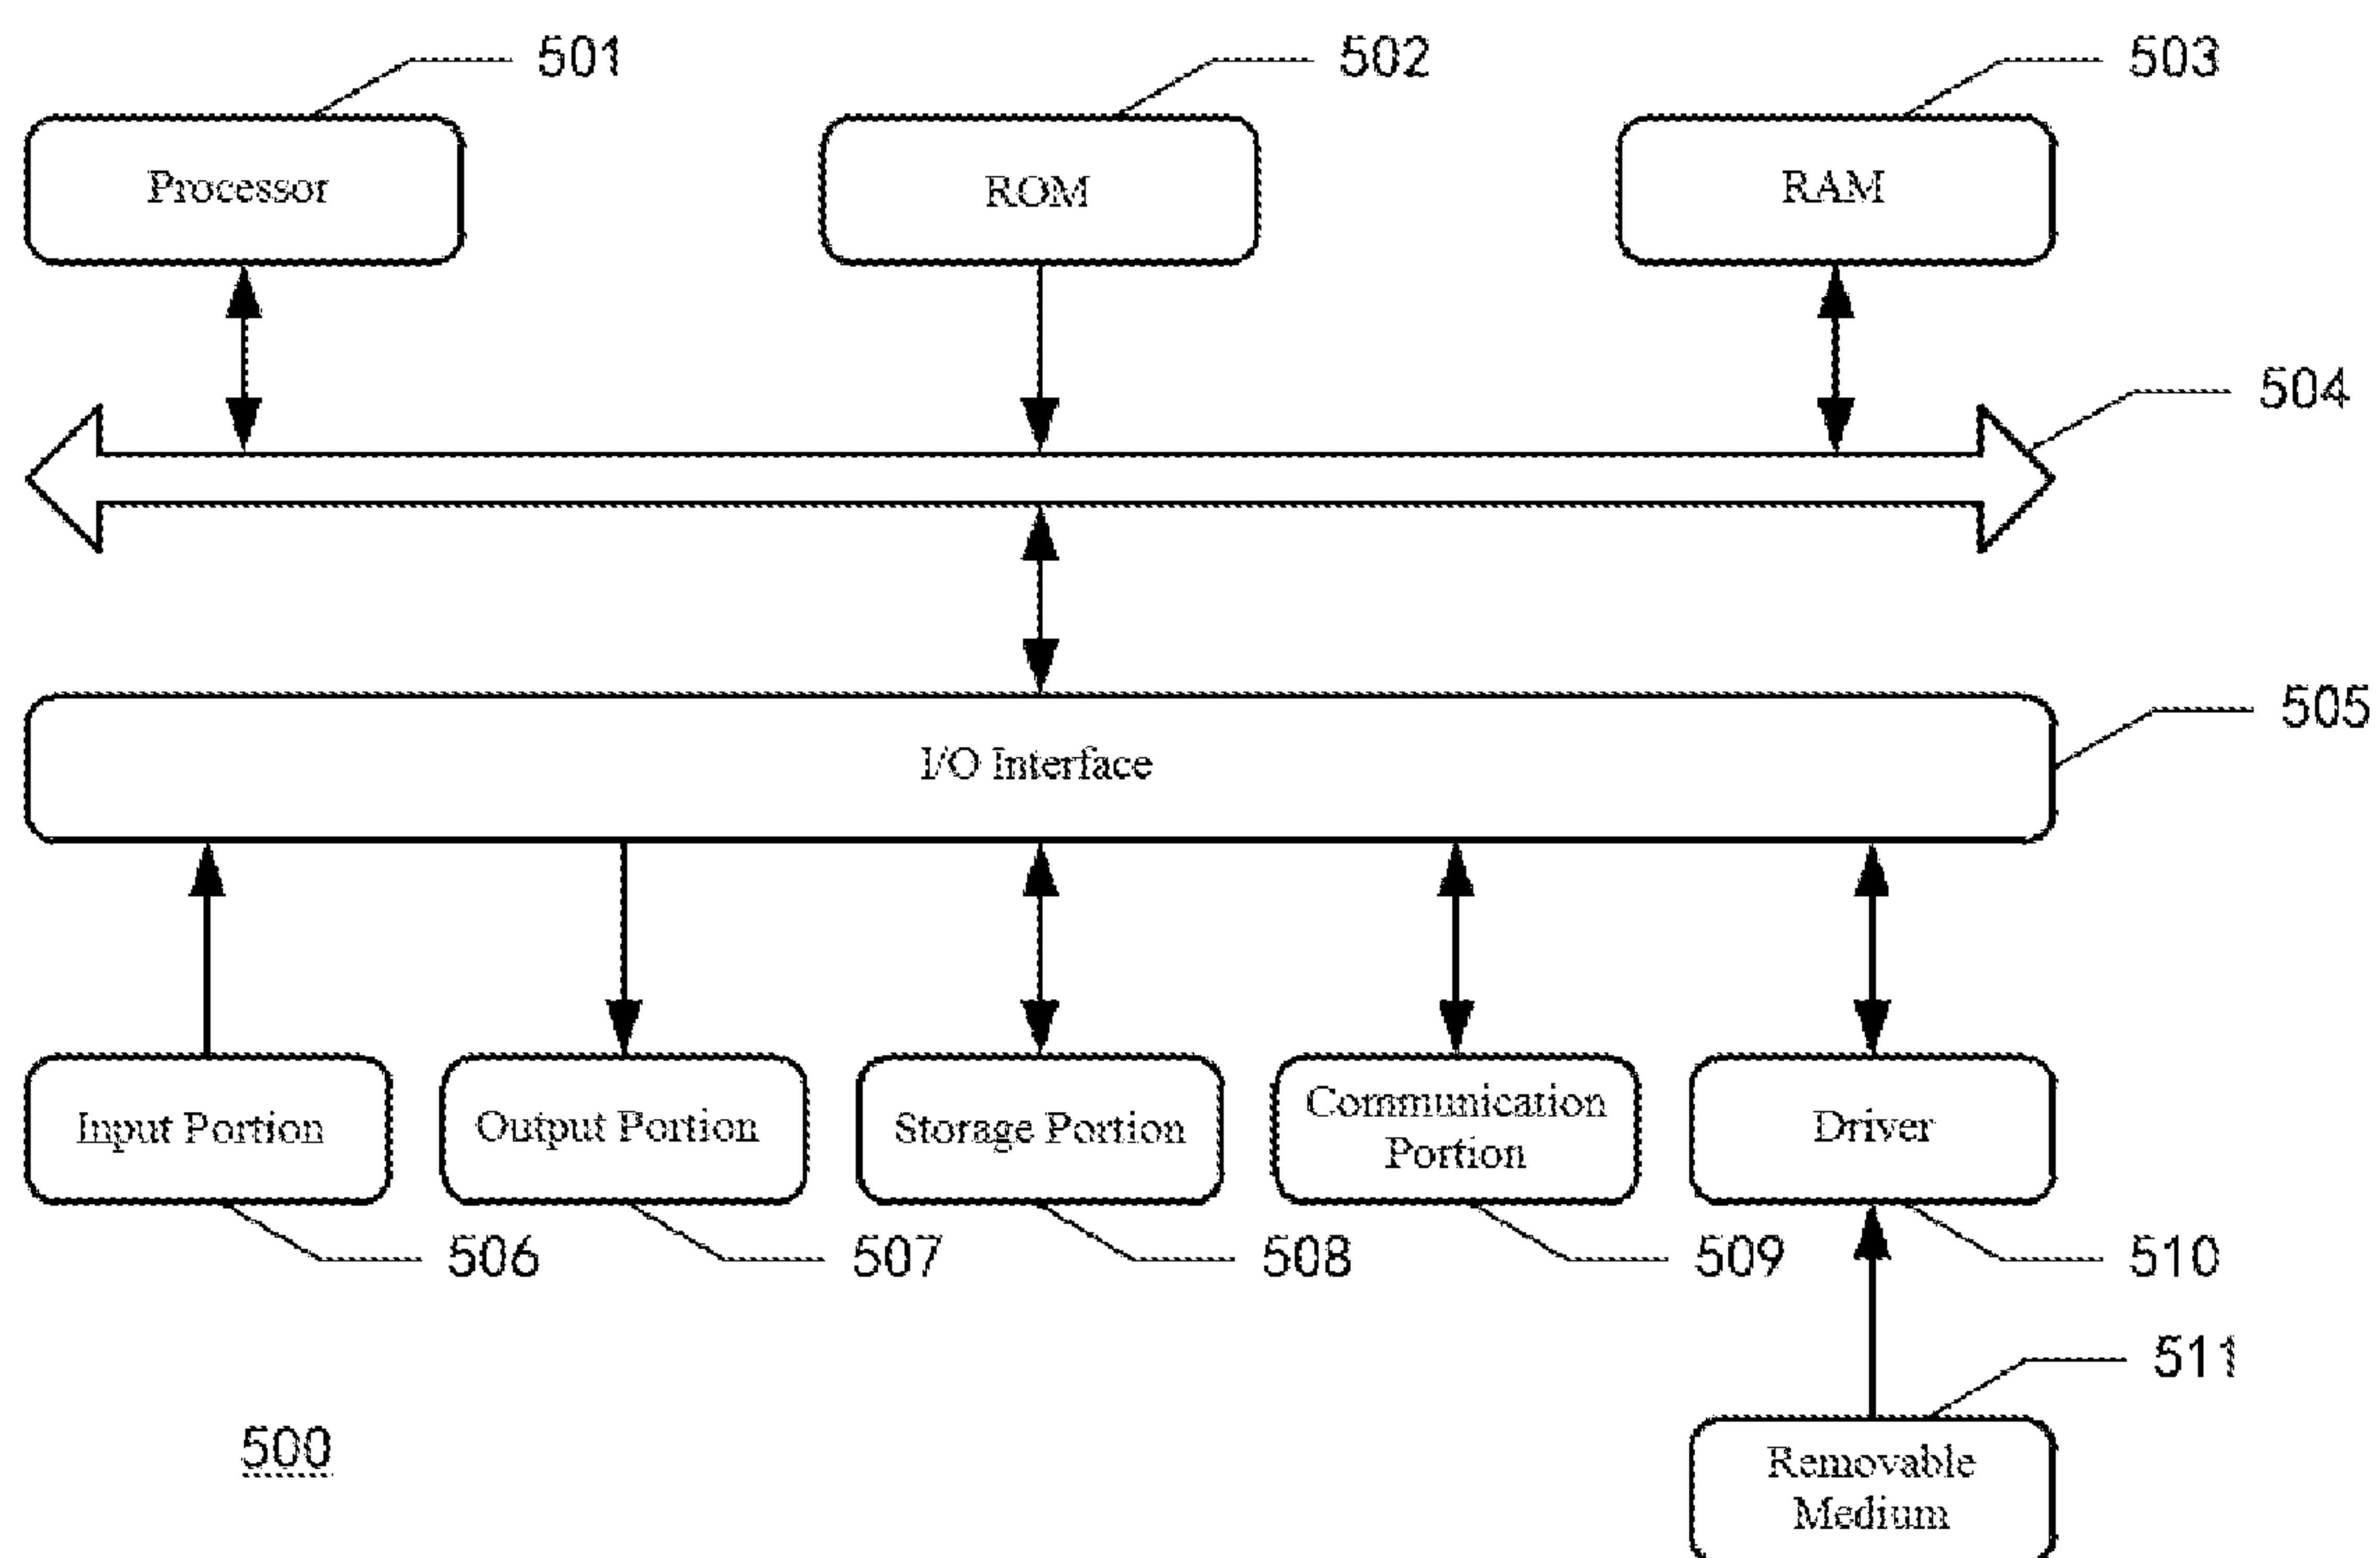 501
502
503
Processor
ROM
RAM
504
505
I/O Interface
Input Portion
Output Portion
Storage Portion
Communication
Portion
Driver
506
507
508
509
510
511
500
Removable
Medium